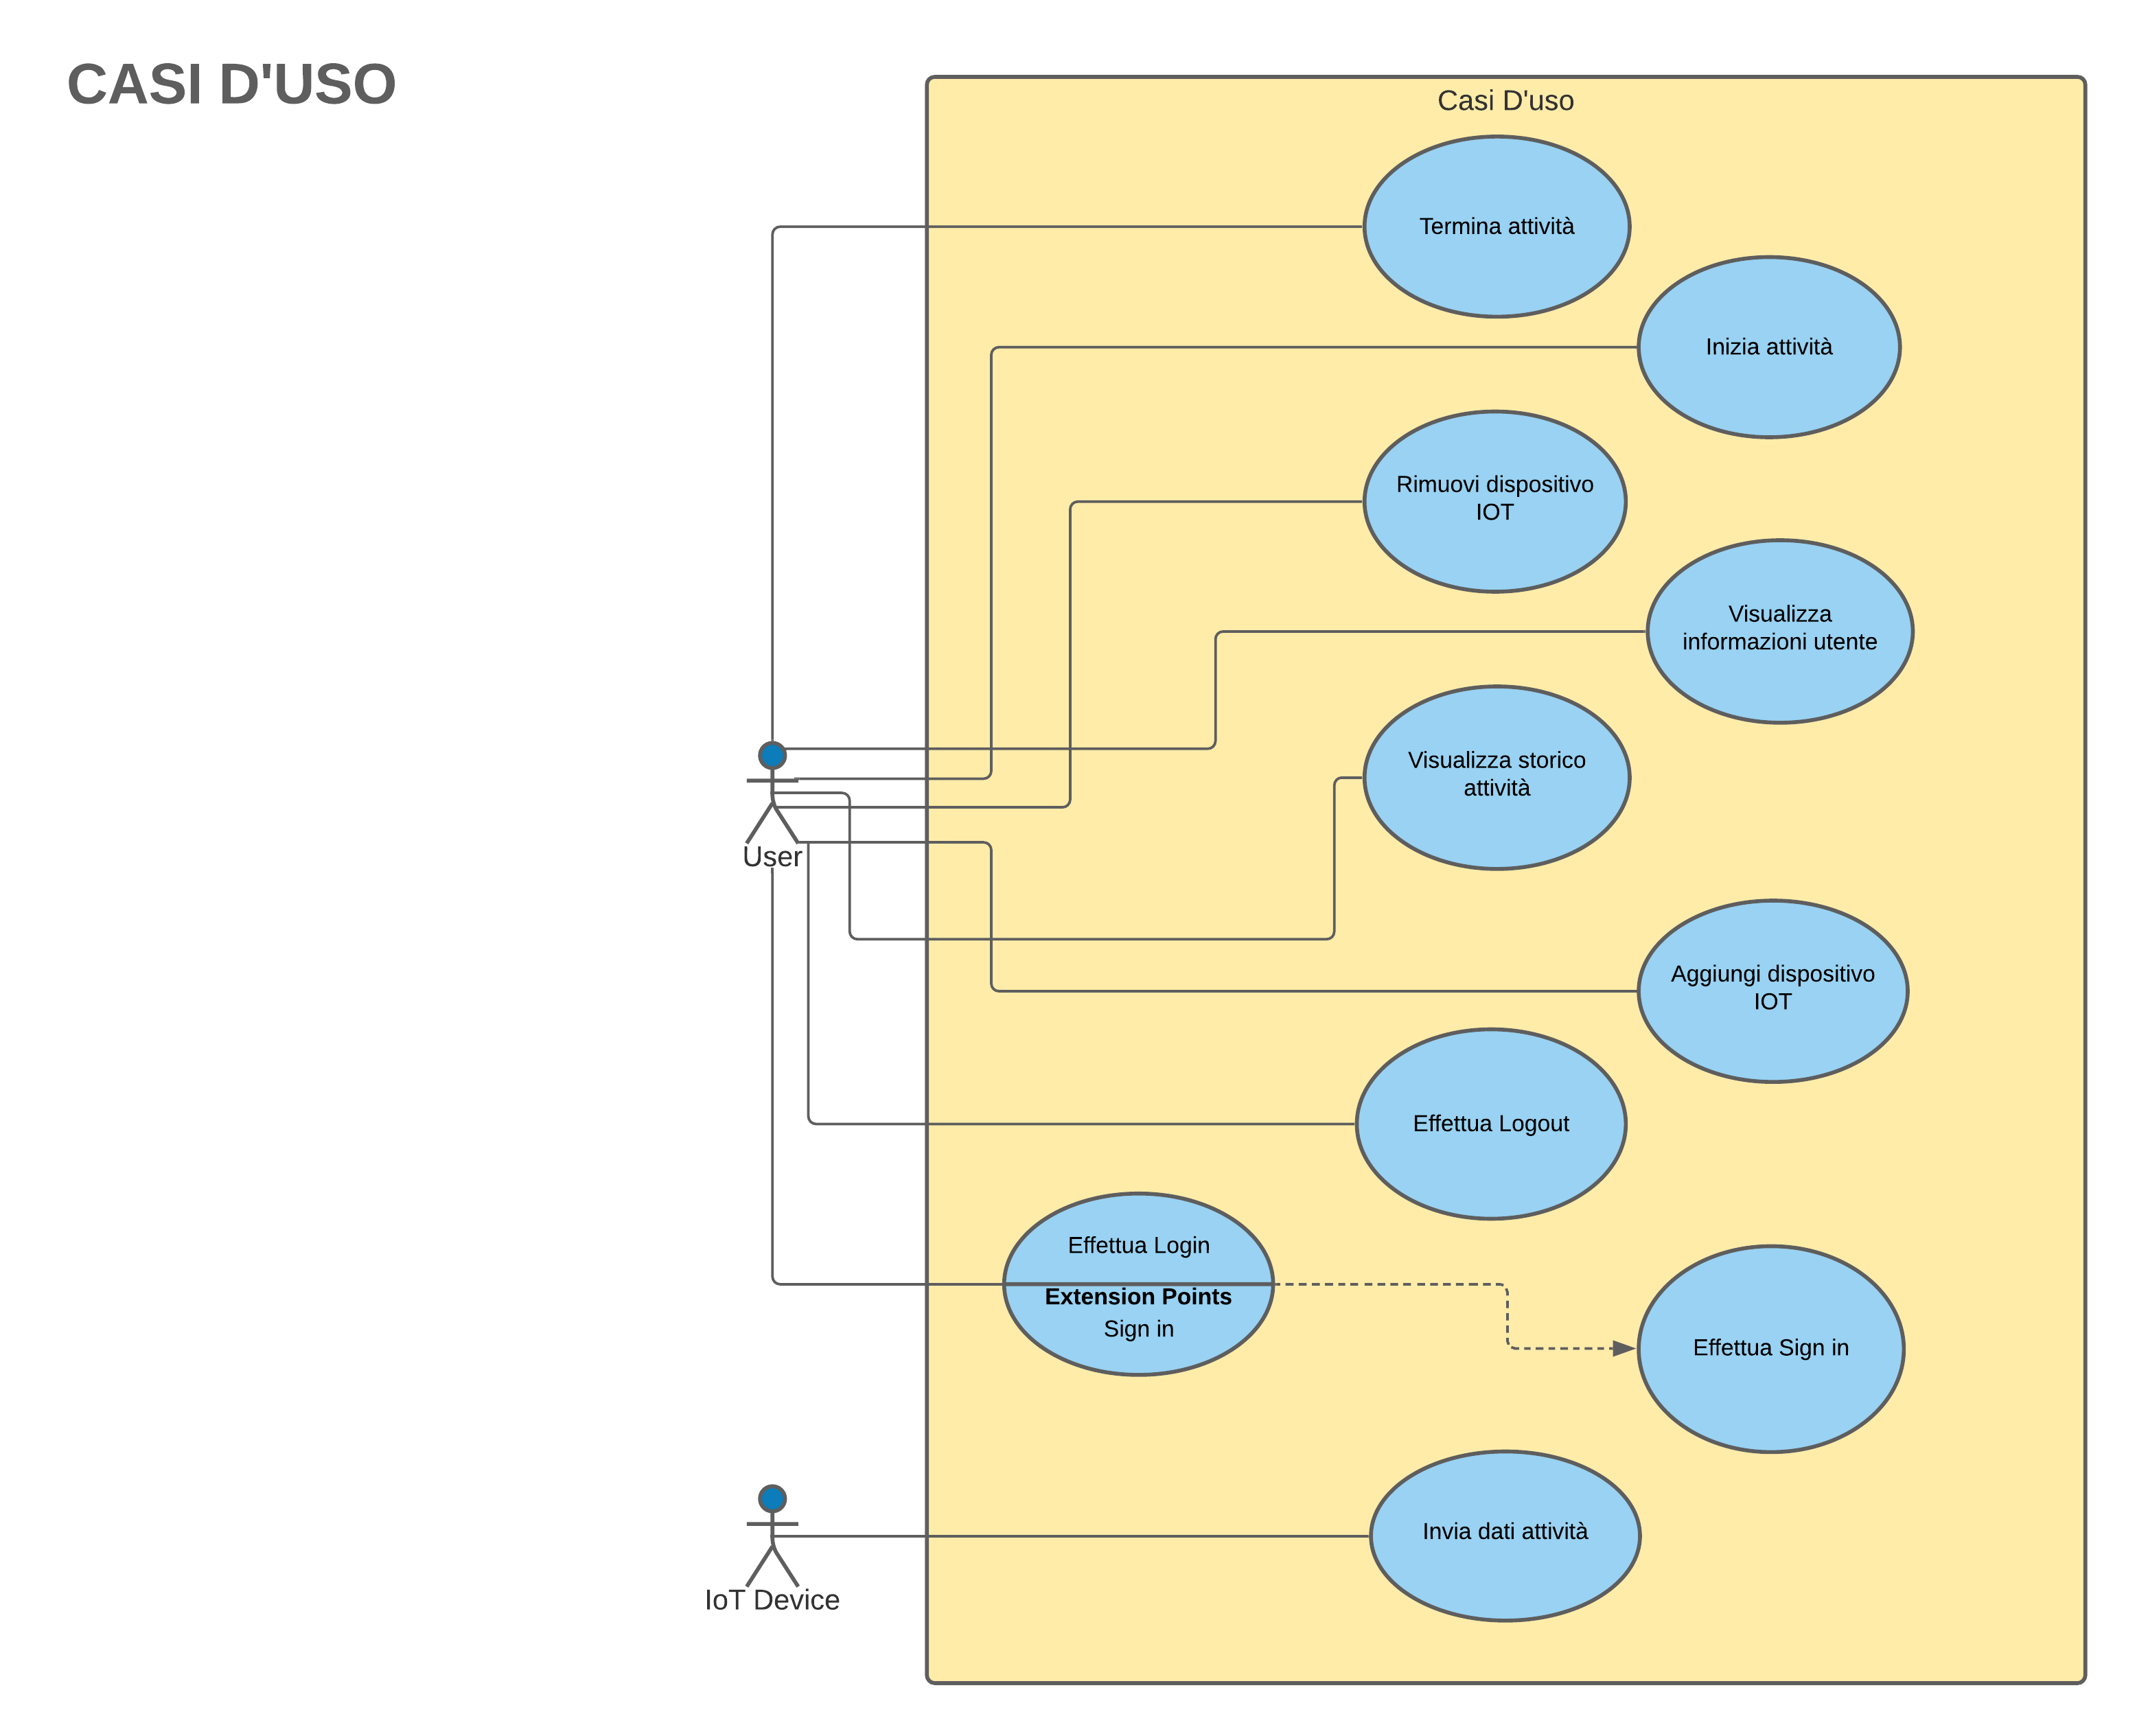 CASI D'USO
Casi D'uso
Termina attività
Inizia attività
Rimuovi dispositivo
IOT
Visualizza
informazioni utente
Visualizza storico
attività
User
Aggiungi dispositivo
IOT
Effettua Logout
Effettua Login
Extension Points
Sign in
Effettua Sign in
Invia dati attività
IoT Device